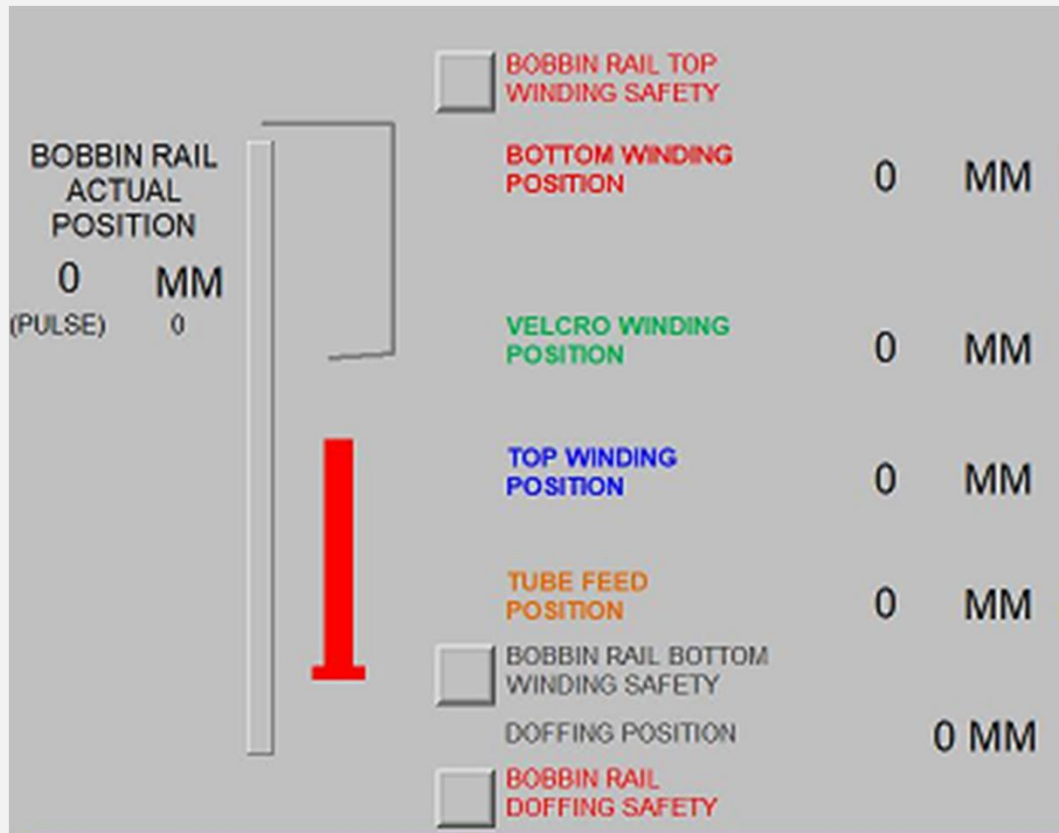 BOBBIN RAIL TOP
WINDING SAFETY
BOBBIN RAIL
ACTUAL
POSITION
0 MM
(PULSE) 0
BOTTOM WINDING
POSITION
0 MM
VELCRO WINDING
POSITION
0 MM
TOP WINDING
POSITION
0 MM
TUBE FEED
POSITION
0 MM
BOBBIN RAIL BOTTOM
WINDING SAFETY
DOFFING POSITION
0 MM
BOBBIN RAIL
DOFFING SAFETY